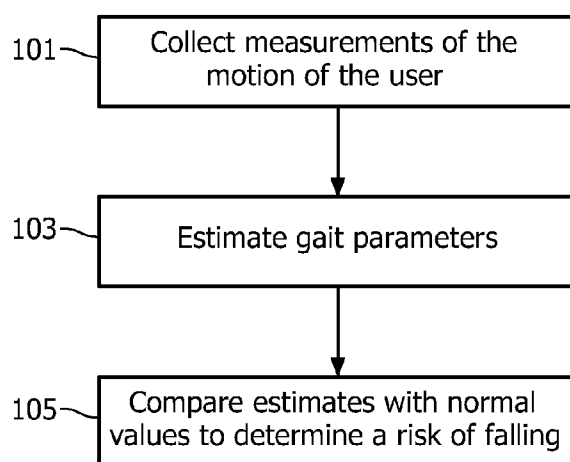 101
Collect measurements of the
motion of the user
103
Estimate gait parameters
105
Compare estimates with normal
values to determine a risk of falling